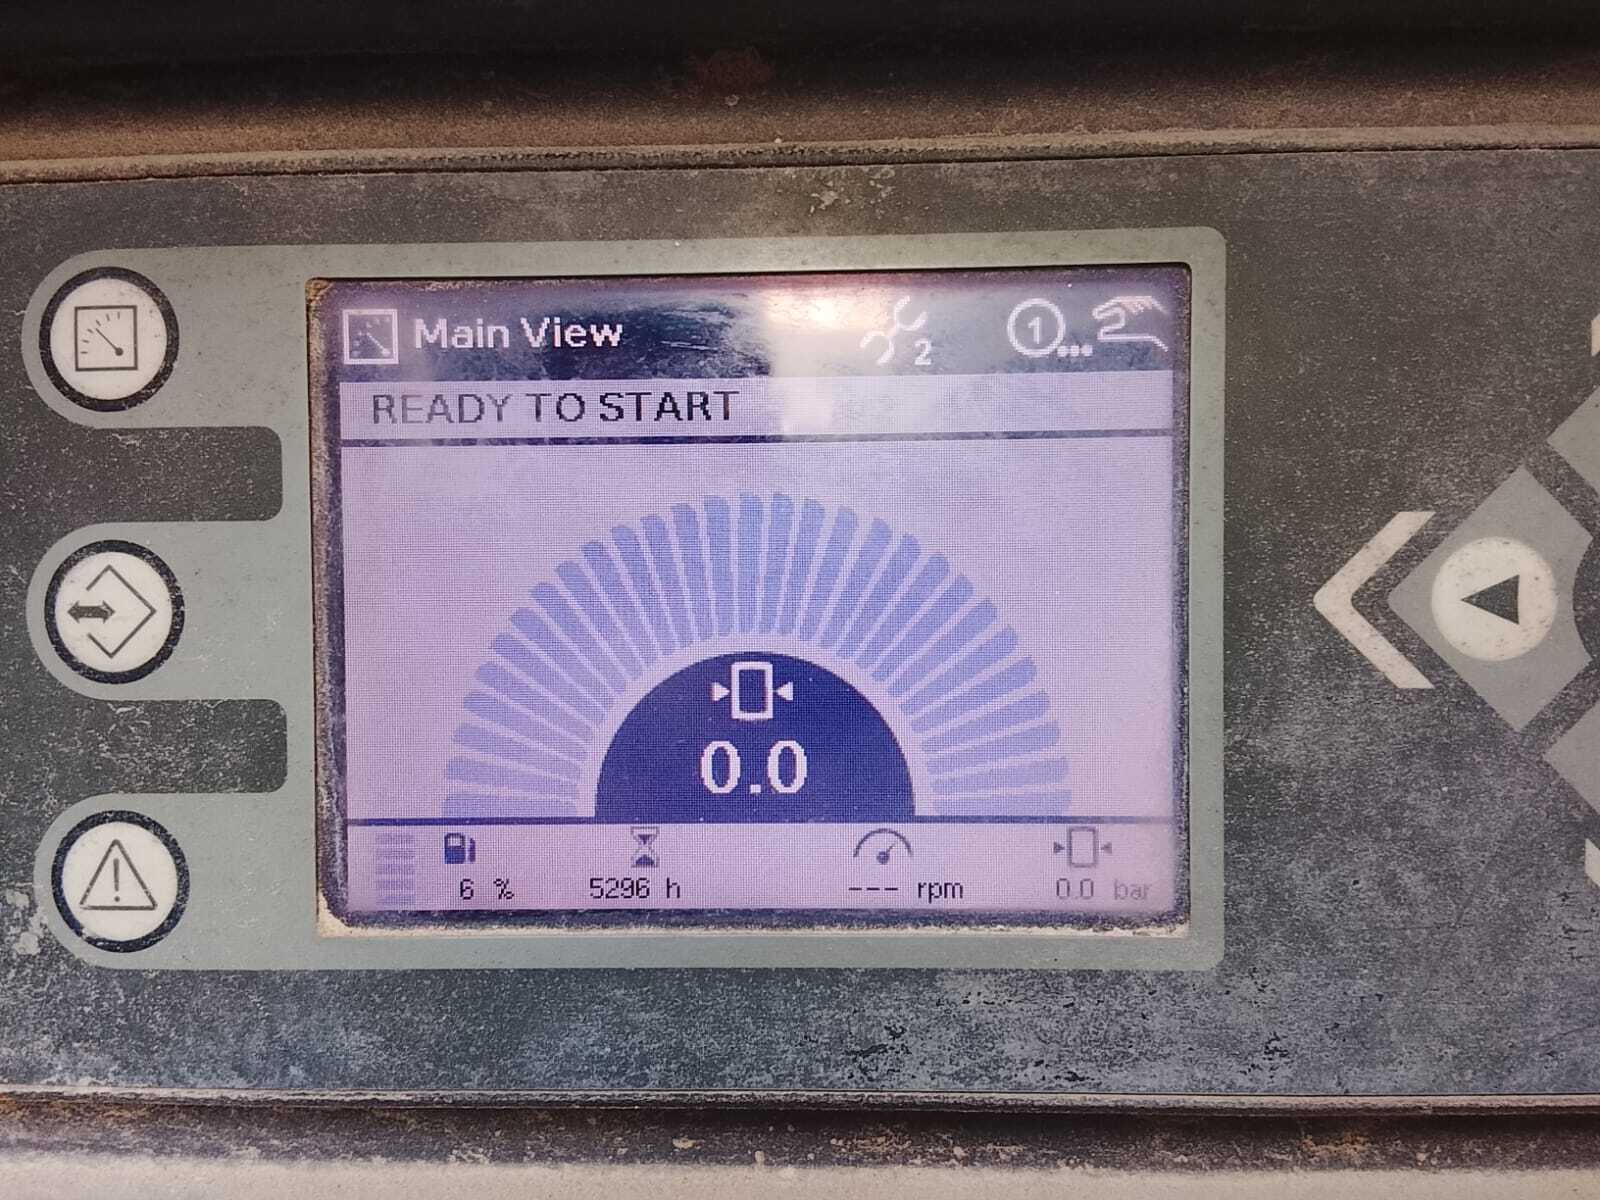 Main View
2
1...
READY TO START
0.0
6 %
5296 h
--- rpm
0.0 bar